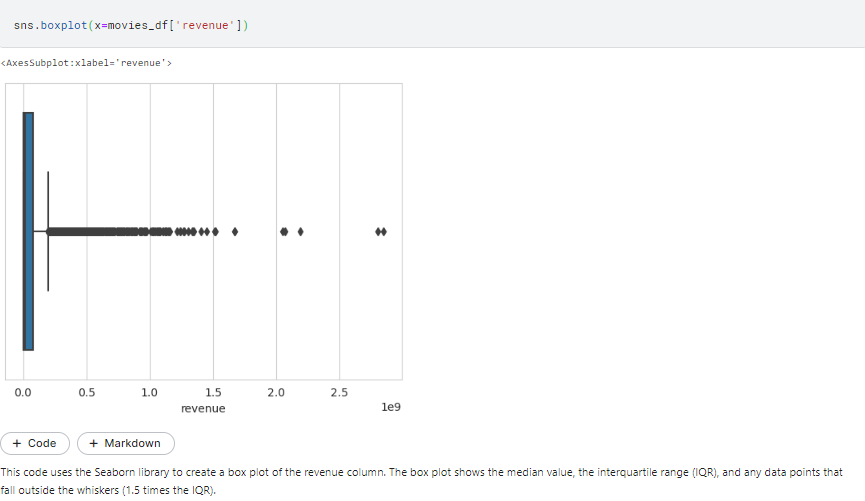 sns.boxplot(x=movies_df['revenue'])
<AxesSubplot:xlabel='revenue'>
0.0 0.5 1.0 1.5 2.0 2.5
revenue
1e9
+ Code + Markdown
This code uses the Seaborn library to create a box plot of the revenue column. The box plot shows the median value, the interquartile range (IQR), and any data points that
fall outside the whiskers (1.5 times the IQR).